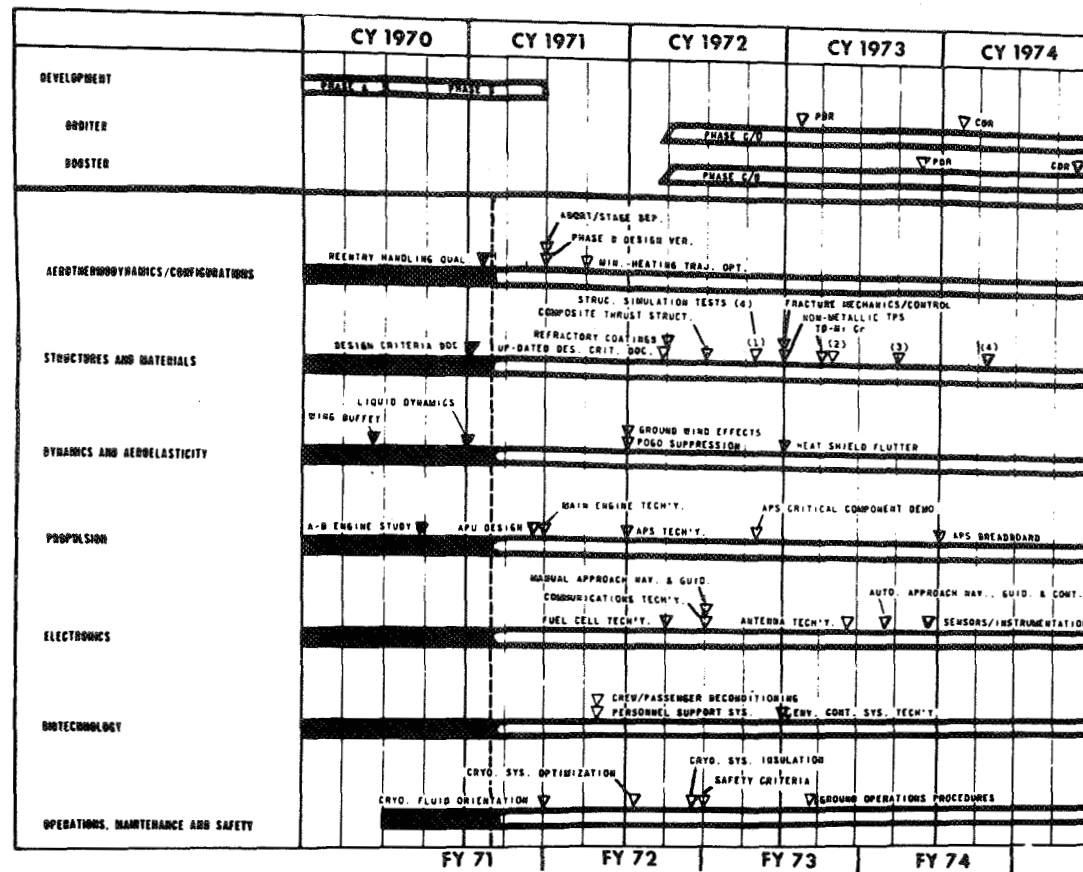 CY 1970 CY 1971 CY 1972 CY 1973 CY 1974
DEVELOPMENT
PHASE A PHASE
ORBITER
PHASE C/D
PDR
CDR
BOOSTER
PHASE C/D
PDR
CDR
ABORT/STAGE SEP.
PHASE B DESIGN VER.
REENTRY HANDLING QUAL
MIN.-HEATING TRAJ. OPT.
AEROTHERMODYNAMICS/CONFIGURATIONS
STRUC. SIMULATION TESTS (4)
FRACTURE MECHANICS/CONTROL
COMPOSITE THRUST STRUCT.
NON-METALLIC TPS
TD-Ni Cr
REFRACTORY COATINGS
DESIGN CRITERIA DOC
UP-DATED DES. CRIT. DOC.
(1) (2) (3) (4)
STRUCTURES AND MATERIALS
LIQUID DYNAMICS
WING BUFFET
GROUND WIND EFFECTS
POGO SUPPRESSION
HEAT SHIELD FLUTTER
DYNAMICS AND AEROELASTICITY
MAIN ENGINE TECH'Y.
APS CRITICAL COMPONENT DEMO
A-B ENGINE STUDY
APU DESIGN
APS TECH'Y.
APS BREADBOARD
PROPULSION
MANUAL APPROACH NAV. & GUID.
COMMUNICATIONS TECH'Y.
AUTO. APPROACH NAV., GUID. & CONT.
FUEL CELL TECH'Y.
ANTENNA TECH'Y.
SENSORS/INSTRUMENTATION
ELECTRONICS
CREW/PASSENGER DECONDITIONING
PERSONNEL SUPPORT SYS.
ENV. CONT. SYS. TECH'Y
BIOTECHNOLOGY
CRYO. SYS. INSULATION
CRYO. SYS. OPTIMIZATION
SAFETY CRITERIA
CRYO. FLUID ORIENTATION
GROUND OPERATIONS PROCEDURES
OPERATIONS, MAINTENANCE AND SAFETY
FY 71 FY 72 FY 73 FY 74